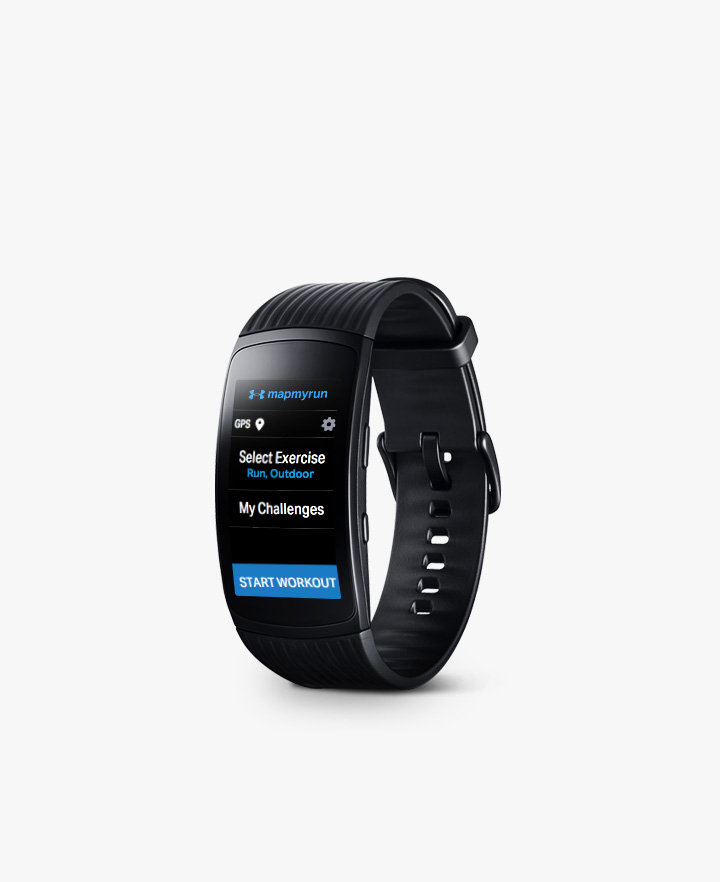 mapmyrun
GPS
Select Exercise
Run, Outdoor
My Challenges
START WORKOUT